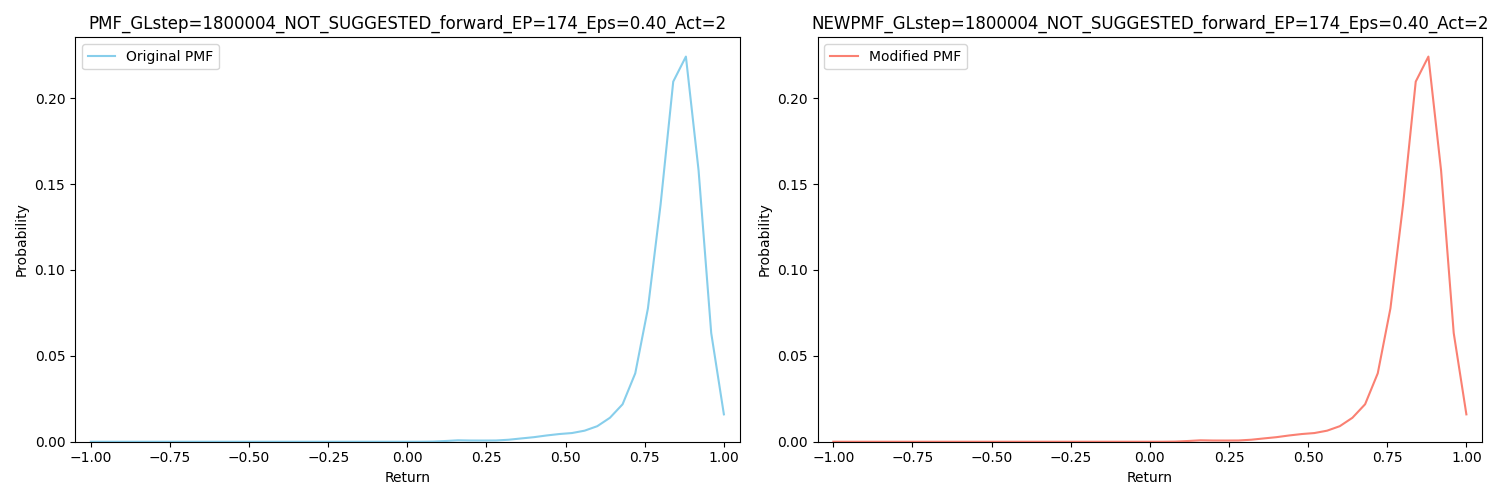 PMF_GLstep=1800004_NOT_SUGGESTED_forward_EP=174_Eps=0.40_Act=2
Original PMF
Probability
0.20
0.15
0.10
0.05
0.00
−1.00 −0.75 −0.50 −0.25 0.00 0.25 0.50 0.75 1.00
Return
NEWPMF_GLstep=1800004_NOT_SUGGESTED_forward_EP=174_Eps=0.40_Act=2
Modified PMF
Probability
0.20
0.15
0.10
0.05
0.00
−1.00 −0.75 −0.50 −0.25 0.00 0.25 0.50 0.75 1.00
Return